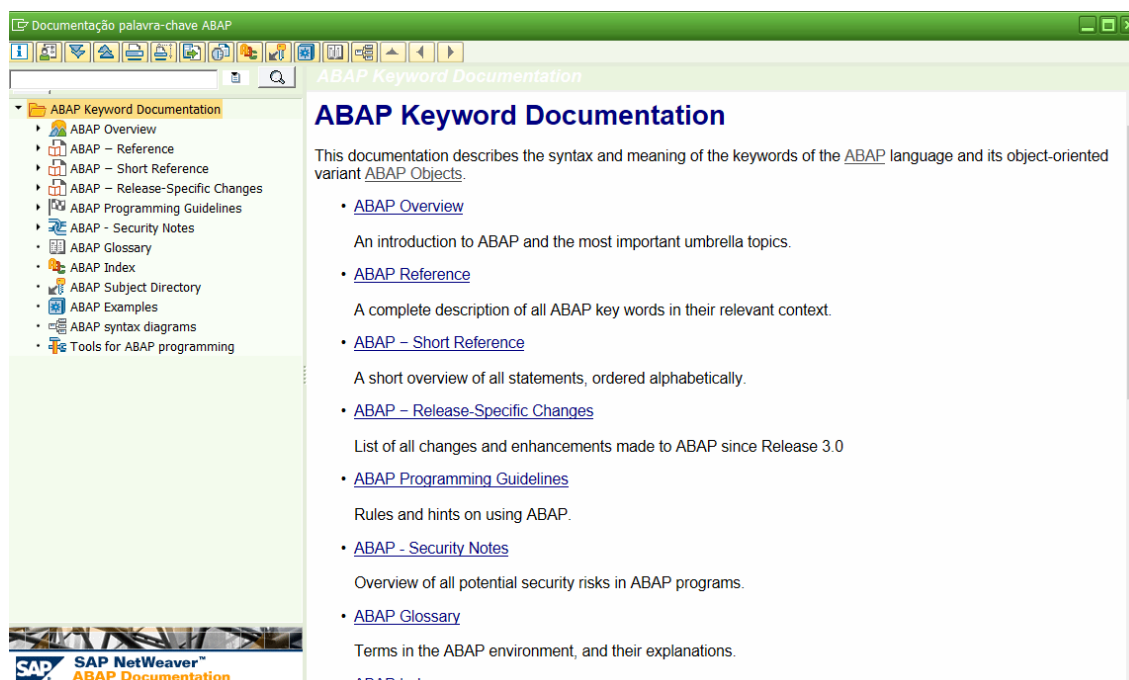 Documentação palavra-chave ABAP
ABAP Keyword Documentation
ABAP Keyword Documentation
ABAP Overview
ABAP – Reference
ABAP – Short Reference
ABAP – Release-Specific Changes
ABAP Programming Guidelines
ABAP - Security Notes
ABAP Glossary
ABAP Index
ABAP Subject Directory
ABAP Examples
ABAP syntax diagrams
Tools for ABAP programming
SAP
SAP NetWeaver™
ABAP Documentation
ABAP Keyword Documentation
This documentation describes the syntax and meaning of the keywords of the ABAP language and its object-oriented
variant ABAP Objects.
• ABAP Overview
An introduction to ABAP and the most important umbrella topics.
• ABAP Reference
A complete description of all ABAP key words in their relevant context.
• ABAP – Short Reference
A short overview of all statements, ordered alphabetically.
• ABAP – Release-Specific Changes
List of all changes and enhancements made to ABAP since Release 3.0
• ABAP Programming Guidelines
Rules and hints on using ABAP.
• ABAP - Security Notes
Overview of all potential security risks in ABAP programs.
• ABAP Glossary
Terms in the ABAP environment, and their explanations.